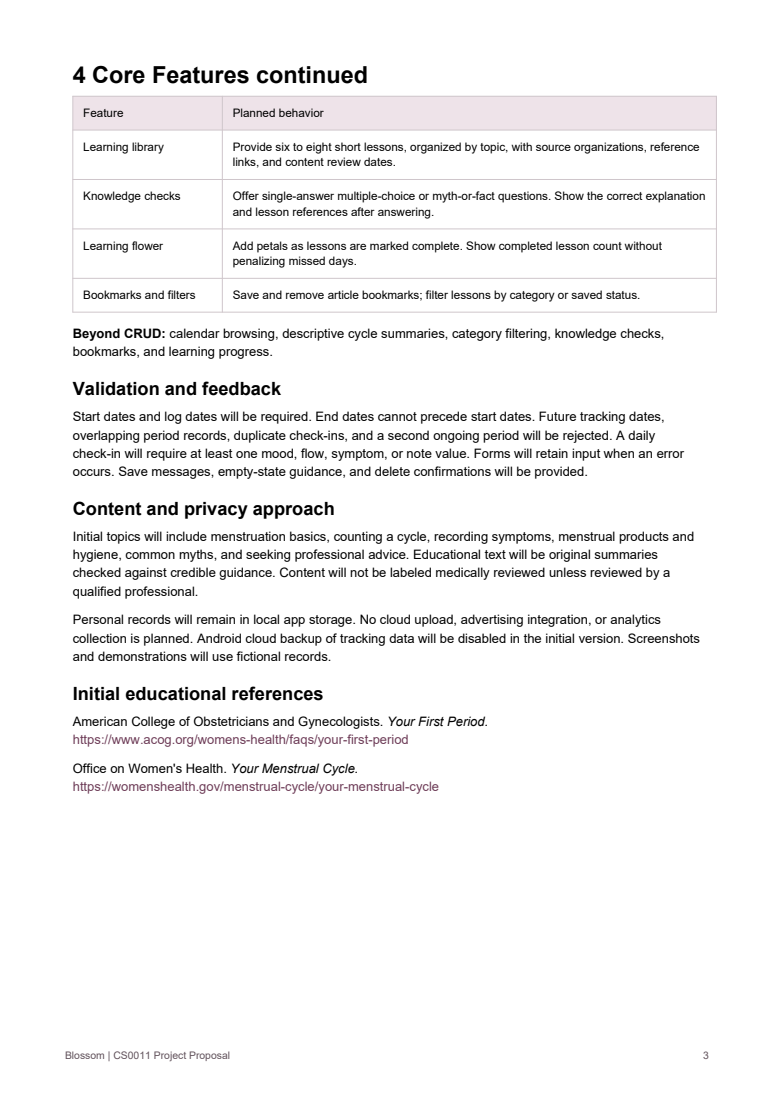 4 Core Features continued
Feature
Planned behavior
Learning library
Provide six to eight short lessons, organized by topic, with source organizations, reference
links, and content review dates.
Knowledge checks
Offer single-answer multiple-choice or myth-or-fact questions. Show the correct explanation
and lesson references after answering.
Learning flower
Add petals as lessons are marked complete. Show completed lesson count without
penalizing missed days.
Bookmarks and filters
Save and remove article bookmarks; filter lessons by category or saved status.
Beyond CRUD: calendar browsing, descriptive cycle summaries, category filtering, knowledge checks,
bookmarks, and learning progress.
Validation and feedback
Start dates and log dates will be required. End dates cannot precede start dates. Future tracking dates,
overlapping period records, duplicate check-ins, and a second ongoing period will be rejected. A daily
check-in will require at least one mood, flow, symptom, or note value. Forms will retain input when an error
occurs. Save messages, empty-state guidance, and delete confirmations will be provided.
Content and privacy approach
Initial topics will include menstruation basics, counting a cycle, recording symptoms, menstrual products and
hygiene, common myths, and seeking professional advice. Educational text will be original summaries
checked against credible guidance. Content will not be labeled medically reviewed unless reviewed by a
qualified professional.
Personal records will remain in local app storage. No cloud upload, advertising integration, or analytics
collection is planned. Android cloud backup of tracking data will be disabled in the initial version. Screenshots
and demonstrations will use fictional records.
Initial educational references
American College of Obstetricians and Gynecologists. Your First Period.
https://www.acog.org/womens-health/faqs/your-first-period
Office on Women's Health. Your Menstrual Cycle.
https://womenshealth.gov/menstrual-cycle/your-menstrual-cycle
Blossom | CS0011 Project Proposal
3